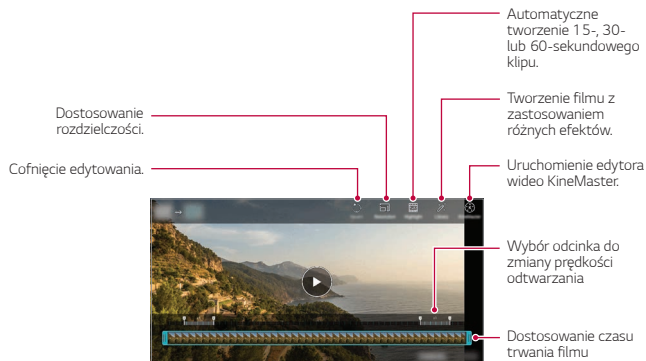 Automatyczne
tworzenie 15-, 30-
lub 60-sekundowego
klipu.
Dostosowanie
rozdzielczości.
Tworzenie filmu z
zastosowaniem
różnych efektów.
Cofnięcie edytowania.
Uruchomienie edytora
wideo KineMaster.
Wybór odcinka do
zmiany prędkości
odtwarzania
Dostosowanie czasu
trwania filmu